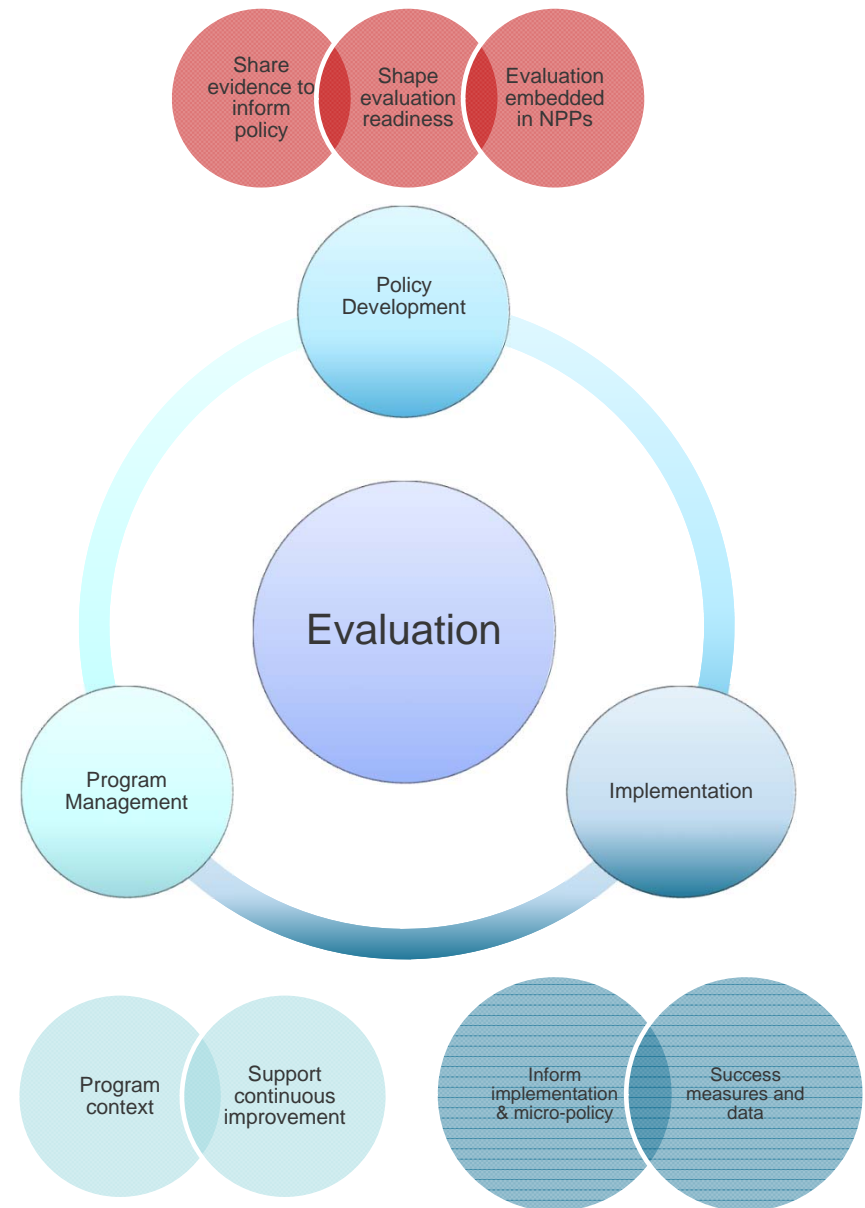 Share
evidence to
inform
policy
Shape
evaluation
readiness
Evaluation
embedded
in NPPs
Policy
Development
Evaluation
Program
Management
Implementation
Program
context
Support
continuous
improvement
Inform
implementation
& micro-policy
Success
measures and
data